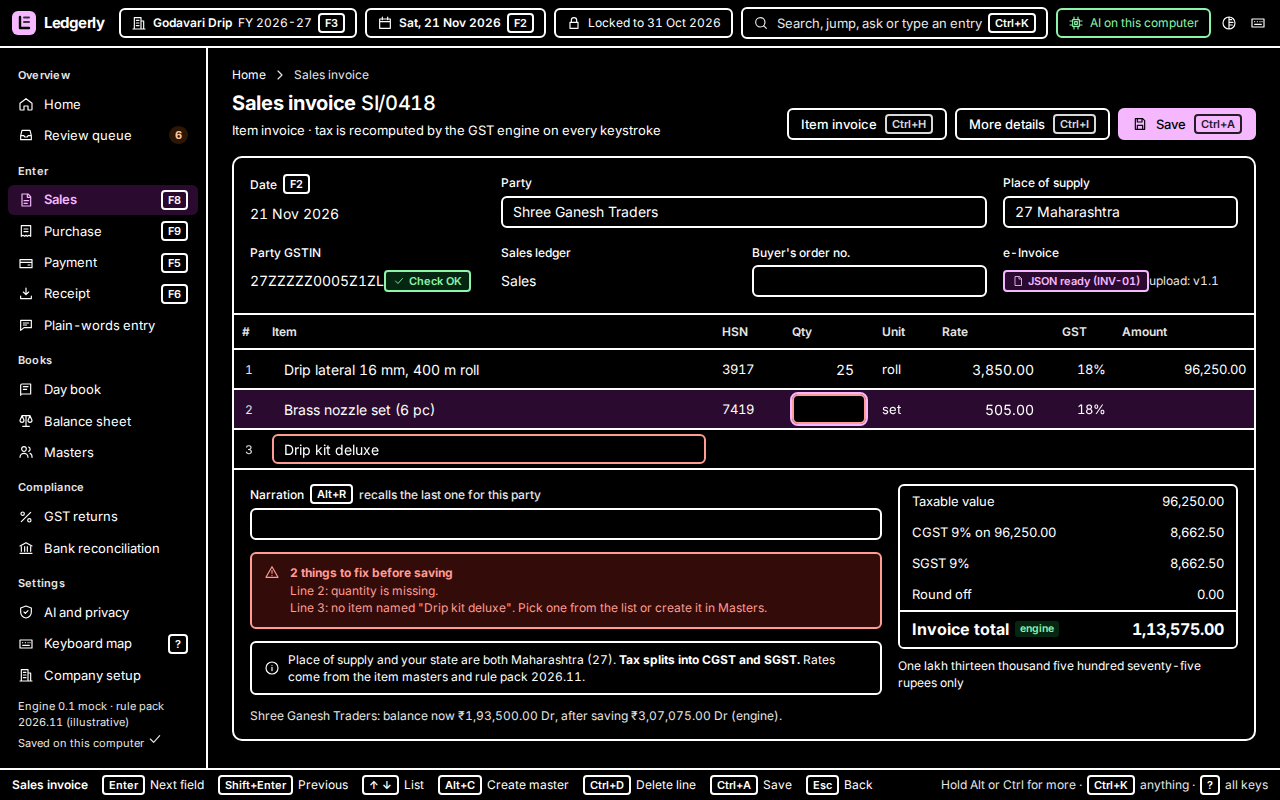 Ledgerly
Godavari Drip FY 2026-27 F3
Sat, 21 Nov 2026 F2
Locked to 31 Oct 2026
Search, jump, ask or type an entry Ctrl+K
AI on this computer
Overview
Home
Review queue 6
Enter
Sales F8
Purchase F9
Payment F5
Receipt F6
Plain-words entry
Books
Day book
Balance sheet
Masters
Compliance
GST returns
Bank reconciliation
Settings
AI and privacy
Keyboard map ?
Company setup
Engine 0.1 mock · rule pack
2026.11 (illustrative)
Saved on this computer
Home > Sales invoice
Sales invoice SI/0418
Item invoice · tax is recomputed by the GST engine on every keystroke
Item invoice Ctrl+H
More details Ctrl+I
Save Ctrl+A
Date F2
21 Nov 2026
Party
Shree Ganesh Traders
Place of supply
27 Maharashtra
Party GSTIN
27ZZZZZ0005Z1ZL Check OK
Sales ledger
Sales
Buyer's order no.
e-Invoice
JSON ready (INV-01) upload: v1.1
# Item HSN Qty Unit Rate GST Amount
1 Drip lateral 16 mm, 400 m roll 3917 25 roll 3,850.00 18% 96,250.00
2 Brass nozzle set (6 pc) 7419 set 505.00 18%
3 Drip kit deluxe
Narration Alt+R recalls the last one for this party
2 things to fix before saving
Line 2: quantity is missing.
Line 3: no item named "Drip kit deluxe". Pick one from the list or create it in Masters.
Place of supply and your state are both Maharashtra (27). Tax splits into CGST and SGST. Rates
come from the item masters and rule pack 2026.11.
Shree Ganesh Traders: balance now ₹1,93,500.00 Dr, after saving ₹3,07,075.00 Dr (engine).
Taxable value 96,250.00
CGST 9% on 96,250.00 8,662.50
SGST 9% 8,662.50
Round off 0.00
Invoice total engine 1,13,575.00
One lakh thirteen thousand five hundred seventy-five
rupees only
Sales invoice Enter Next field Shift+Enter Previous ↑ ↓ List Alt+C Create master Ctrl+D Delete line Ctrl+A Save Esc Back Hold Alt or Ctrl for more · Ctrl+K anything · ? all keys